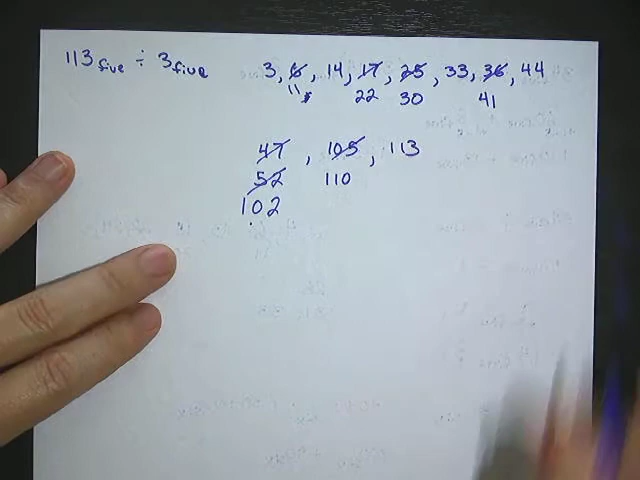 113five ÷ 3five
3, 6, 14, 17, 25, 33, 36, 44
11 22 30 41
47, 105, 113
52 110
102